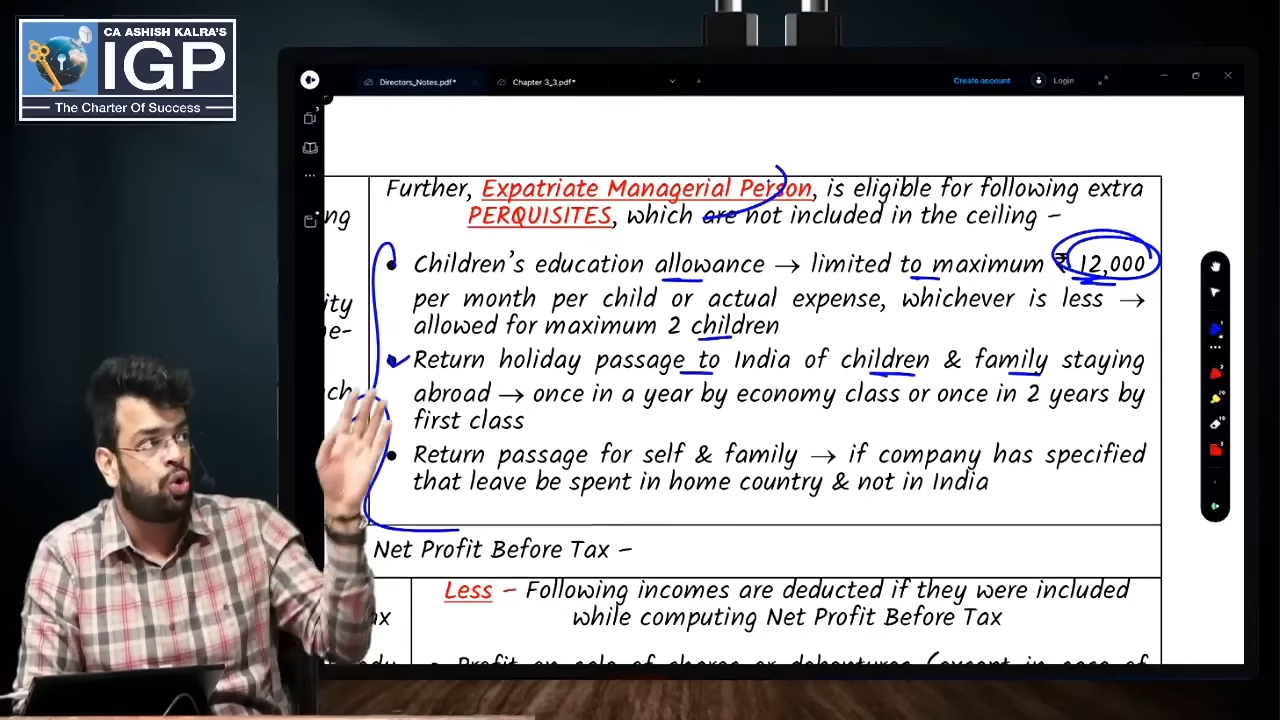 CA ASHISH KALRA'S
IGP
The Charter Of Success
Directors_Notes.pdf*
Chapter 3_3.pdf*
Create account
Login
Further, Expatriate Managerial Person, is eligible for following extra
PERQUISITES, which are not included in the ceiling –
• Children's education allowance → limited to maximum ₹ 12,000
per month per child or actual expense, whichever is less →
allowed for maximum 2 children
• Return holiday passage to India of children & family staying
abroad → once in a year by economy class or once in 2 years by
first class
• Return passage for self & family → if company has specified
that leave be spent in home country & not in India
Net Profit Before Tax –
Less – Following incomes are deducted if they were included
while computing Net Profit Before Tax